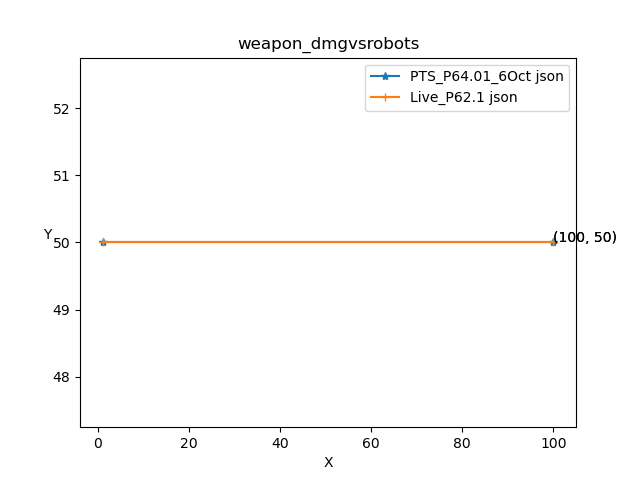 weapon_dmgvsrobots
PTS_P64.01_6Oct json
Live_P62.1 json
52
51
Y
50
(100, 50)
49
48
0
20
40
60
80
100
X